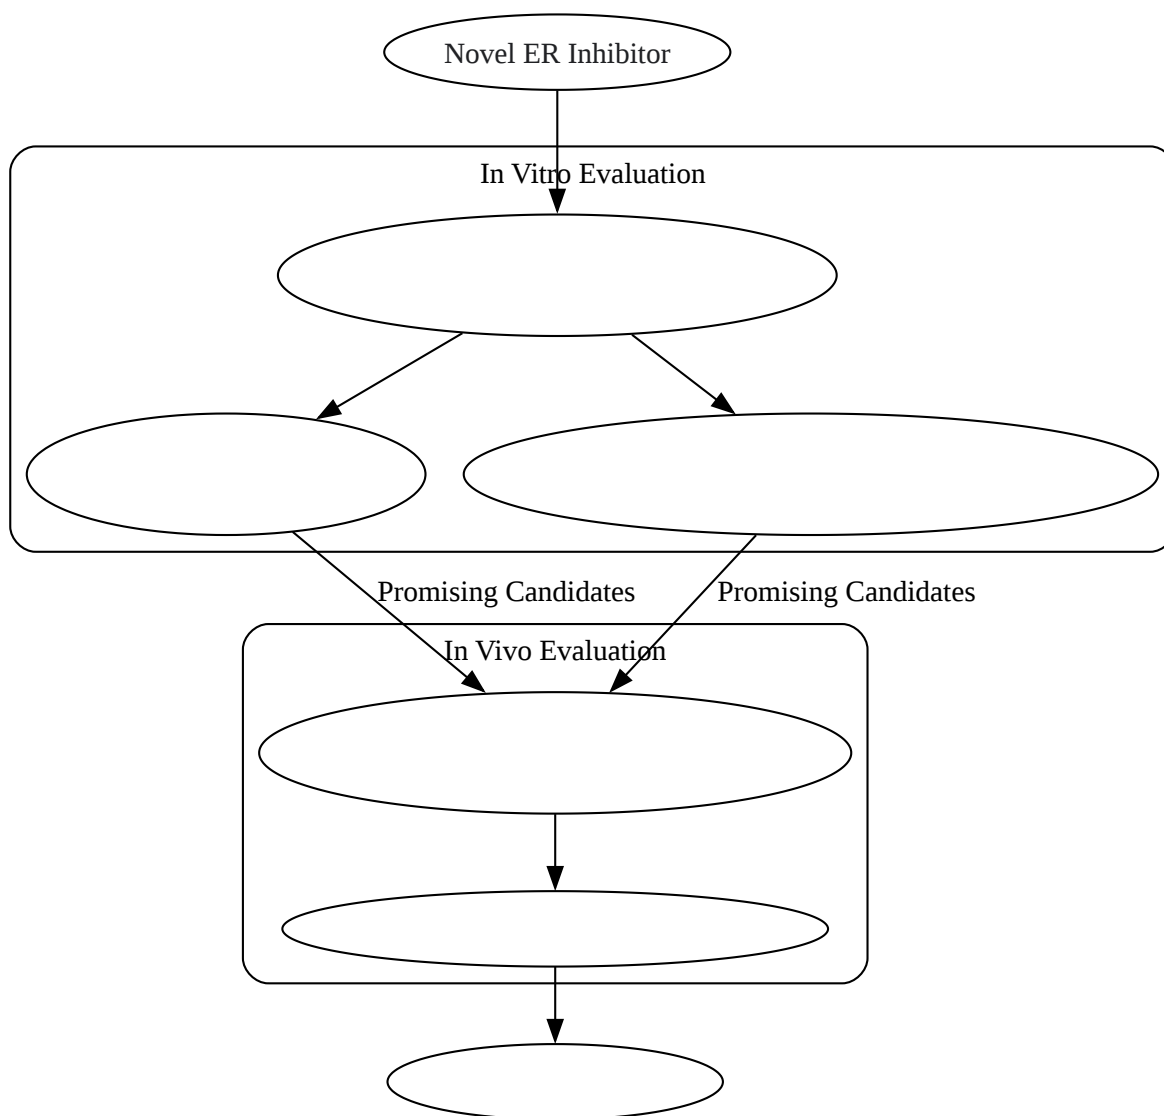 Novel ER Inhibitor
In Vitro Evaluation
Promising Candidates
Promising Candidates
In Vivo Evaluation